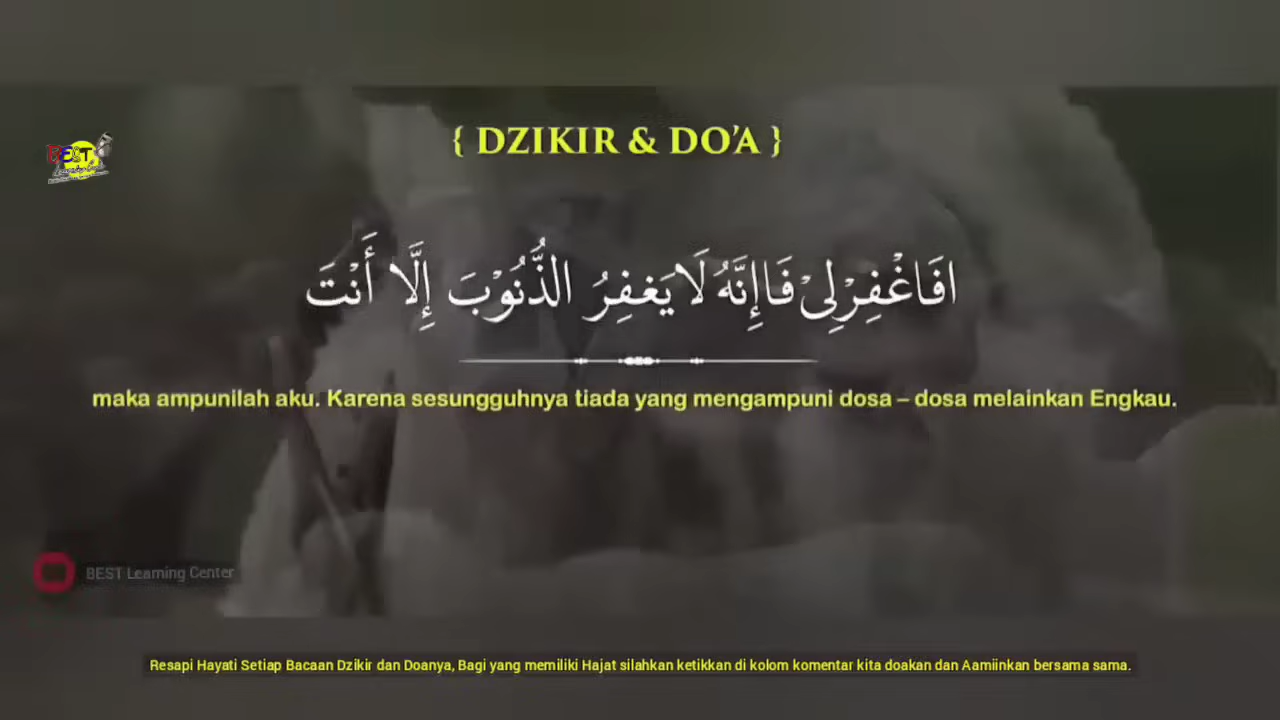 { DZIKIR & DO’A }
BEST
افَاغْفِرْلِيْ فَاإِنَّهُ لَا يَغفِرُ الذُّنُوْبَ إِلَّا أَنْتَ
maka ampunilah aku. Karena sesungguhnya tiada yang mengampuni dosa – dosa melainkan Engkau.
BEST Learning Center
Resapi Hayati Setiap Bacaan Dzikir dan Doanya, Bagi yang memiliki Hajat silahkan ketikkan di kolom komentar kita doakan dan Aamiinkan bersama sama.